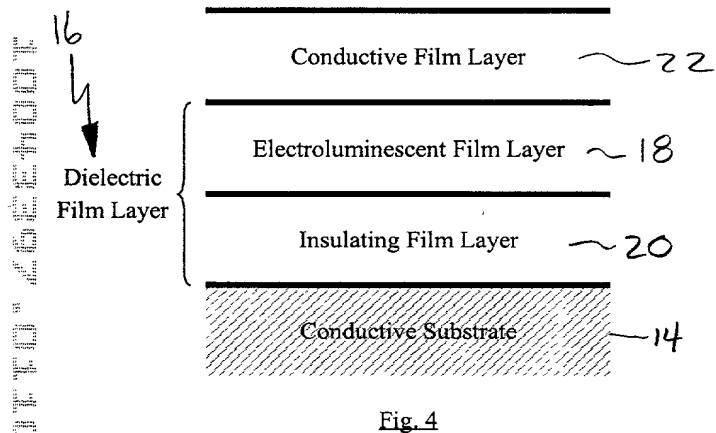 16
Conductive Film Layer
22
Electroluminescent Film Layer
18
Dielectric
Film Layer
Insulating Film Layer
20
Conductive Substrate
14
Fig. 4